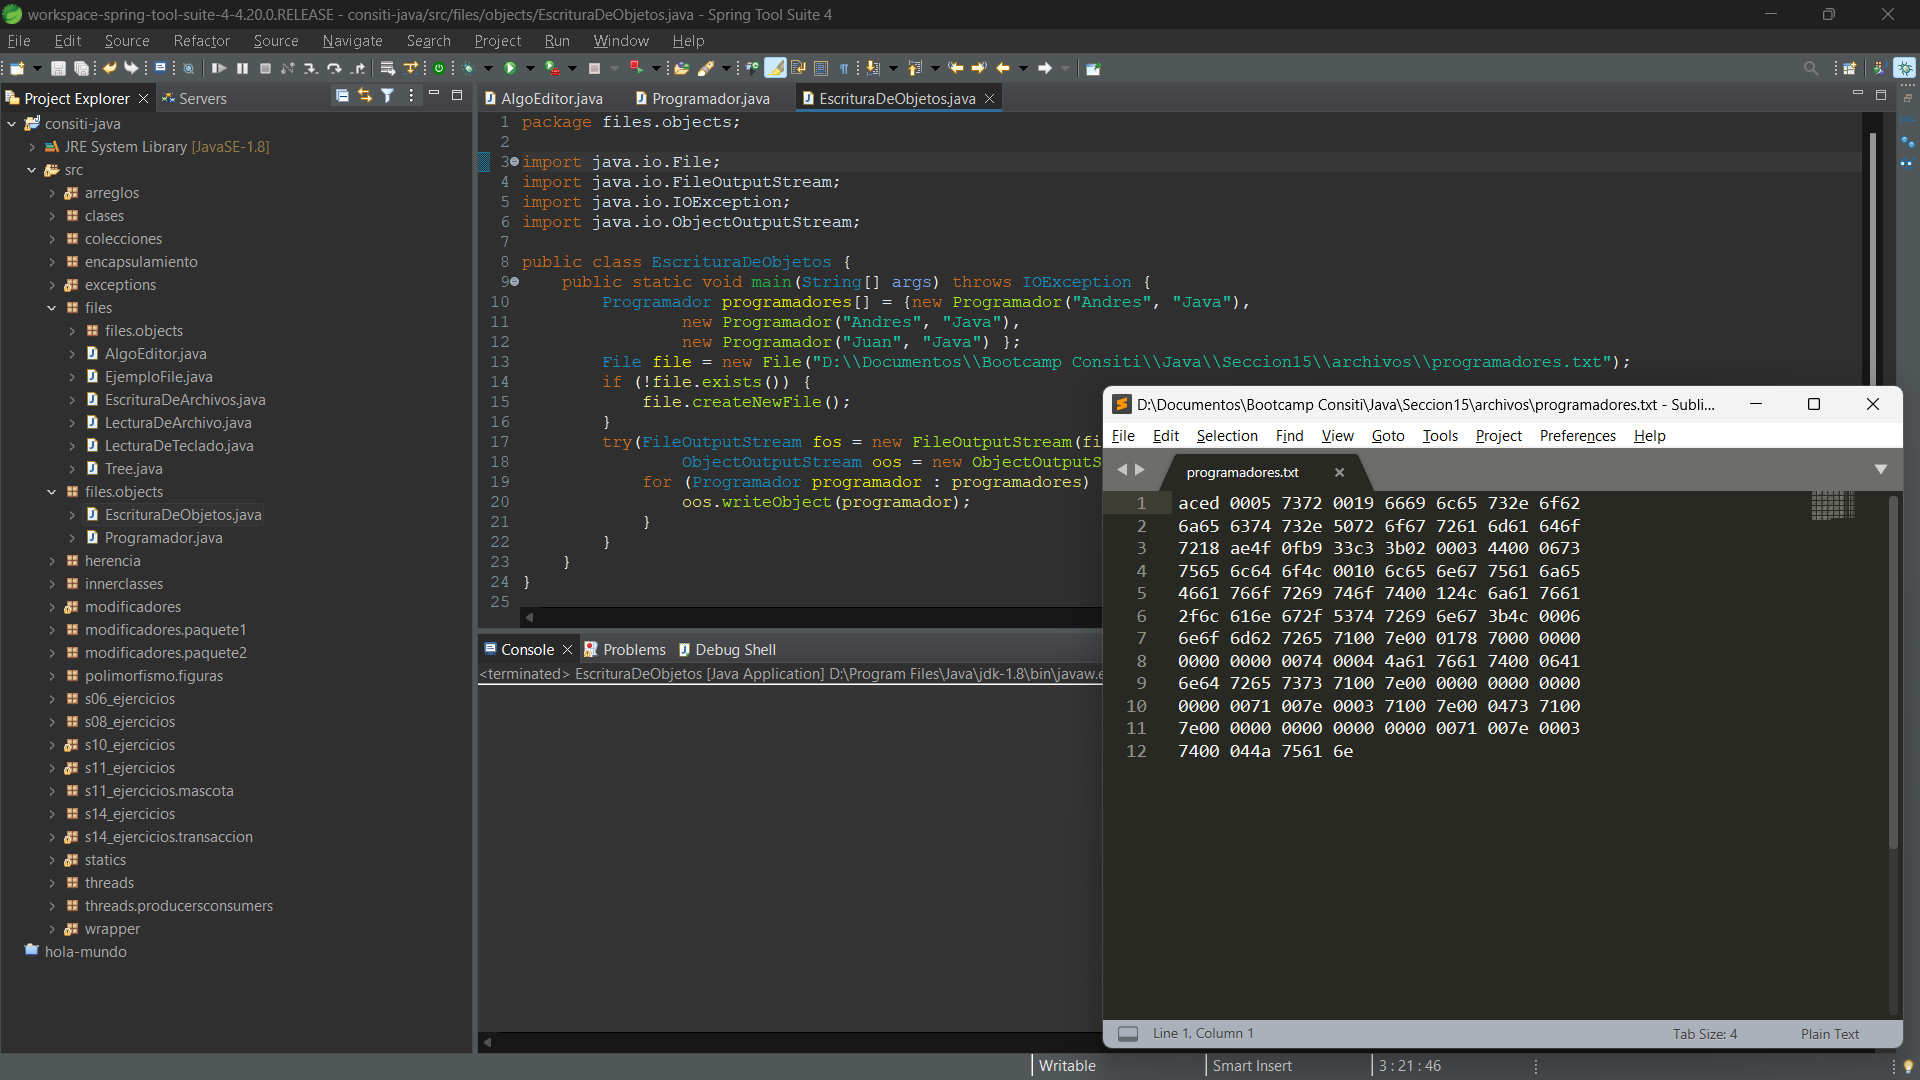 workspace-spring-tool-suite-4-4.20.0.RELEASE - consiti-java/src/files/objects/EscrituraDeObjetos.java - Spring Tool Suite 4
File Edit Source Refactor Source Navigate Search Project Run Window Help
Project Explorer Servers
consiti-java
JRE System Library [JavaSE-1.8]
src
arreglos
clases
colecciones
encapsulamiento
exceptions
files
files.objects
AlgoEditor.java
EjemploFile.java
EscrituraDeArchivos.java
LecturaDeArchivo.java
LecturaDeTeclado.java
Tree.java
files.objects
EscrituraDeObjetos.java
Programador.java
herencia
innerclasses
modificadores
modificadores.paquete1
modificadores.paquete2
polimorfismo.figuras
s06_ejercicios
s08_ejercicios
s10_ejercicios
s11_ejercicios
s11_ejercicios.mascota
s14_ejercicios
s14_ejercicios.transaccion
statics
threads
threads.producersconsumers
wrapper
hola-mundo
AlgoEditor.java Programador.java EscrituraDeObjetos.java
1 package files.objects;
2
3 import java.io.File;
4 import java.io.FileOutputStream;
5 import java.io.IOException;
6 import java.io.ObjectOutputStream;
7
8 public class EscrituraDeObjetos {
9 public static void main(String[] args) throws IOException {
10 Programador programadores[] = {new Programador("Andres", "Java"),
11 new Programador("Andres", "Java"),
12 new Programador("Juan", "Java") };
13 File file = new File("D:\\Documentos\\Bootcamp Consiti\\Java\\Seccion15\\archivos\\programadores.txt");
14 if (!file.exists()) {
15 file.createNewFile();
16 }
17 try(FileOutputStream fos = new FileOutputStream(fi
18 ObjectOutputStream oos = new ObjectOutputS
19 for (Programador programador : programadores)
20 oos.writeObject(programador);
21 }
22 }
23 }
24 }
25
Console Problems Debug Shell
<terminated> EscrituraDeObjetos [Java Application] D:\Program Files\Java\jdk-1.8\bin\javaw.e
D:\Documentos\Bootcamp Consiti\Java\Seccion15\archivos\programadores.txt - Subli...
File Edit Selection Find View Goto Tools Project Preferences Help
programadores.txt
1 aced 0005 7372 0019 6669 6c65 732e 6f62
2 6a65 6374 732e 5072 6f67 7261 6d61 646f
3 7218 ae4f 0fb9 33c3 3b02 0003 4400 0673
4 7565 6c64 6f4c 0010 6c65 6e67 7561 6a65
5 4661 766f 7269 746f 7400 124c 6a61 7661
6 2f6c 616e 672f 5374 7269 6e67 3b4c 0006
7 6e6f 6d62 7265 7100 7e00 0178 7000 0000
8 0000 0000 0074 0004 4a61 7661 7400 0641
9 6e64 7265 7373 7100 7e00 0000 0000 0000
10 0000 0071 007e 0003 7100 7e00 0473 7100
11 7e00 0000 0000 0000 0000 0071 007e 0003
12 7400 044a 7561 6e
Line 1, Column 1 Tab Size: 4 Plain Text
Writable Smart Insert 3 : 21 : 46